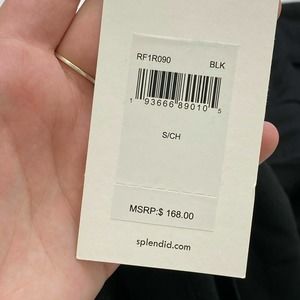 RF1R090 BLK
1 93666 89010 5
S/CH
MSRP:$ 168.00
splendid.com